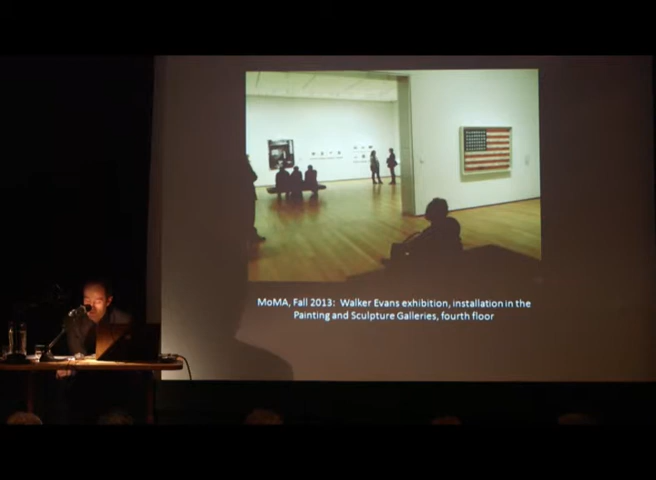 MoMA, Fall 2013:  Walker Evans exhibition, installation in the
Painting and Sculpture Galleries, fourth floor